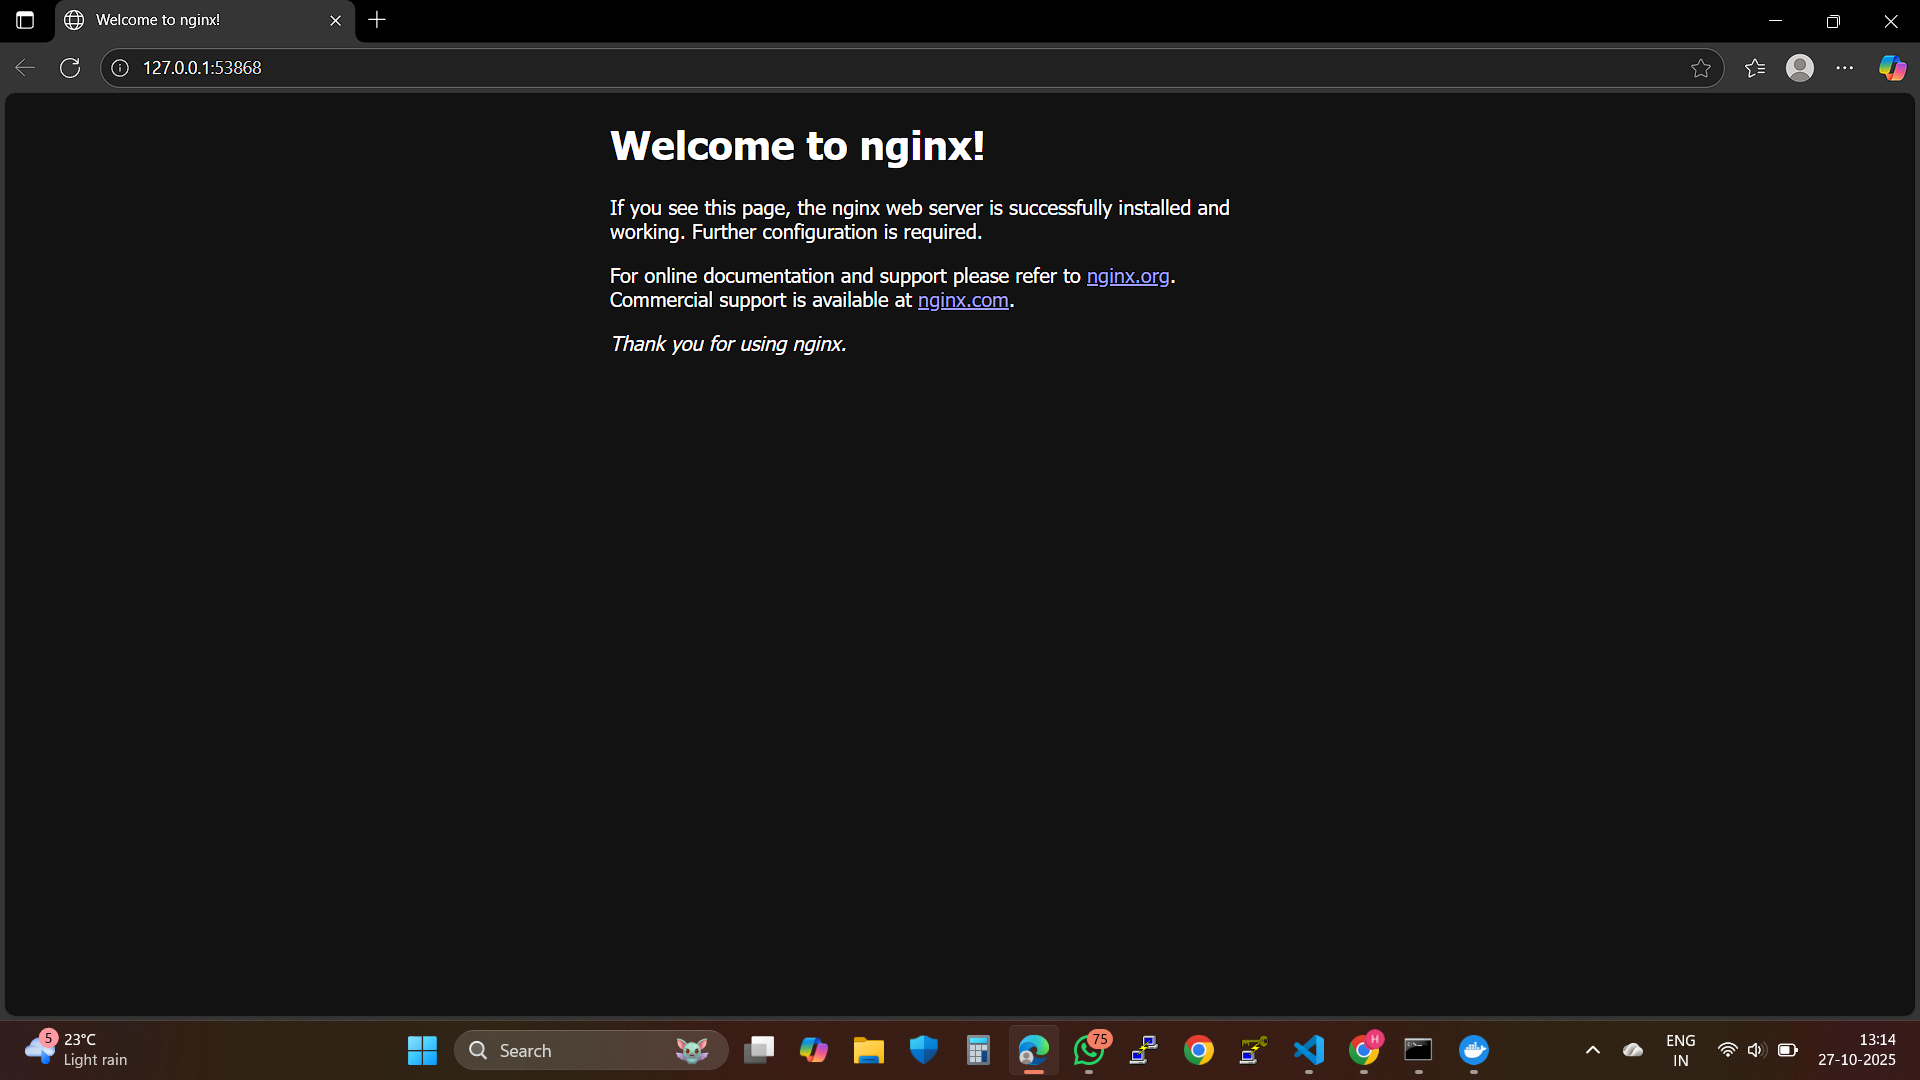 Welcome to nginx!
127.0.0.1:53868
Welcome to nginx!
If you see this page, the nginx web server is successfully installed and
working. Further configuration is required.
For online documentation and support please refer to nginx.org.
Commercial support is available at nginx.com.
Thank you for using nginx.
5
23°C
Light rain
Search
75
H
ENG
IN
13:14
27-10-2025